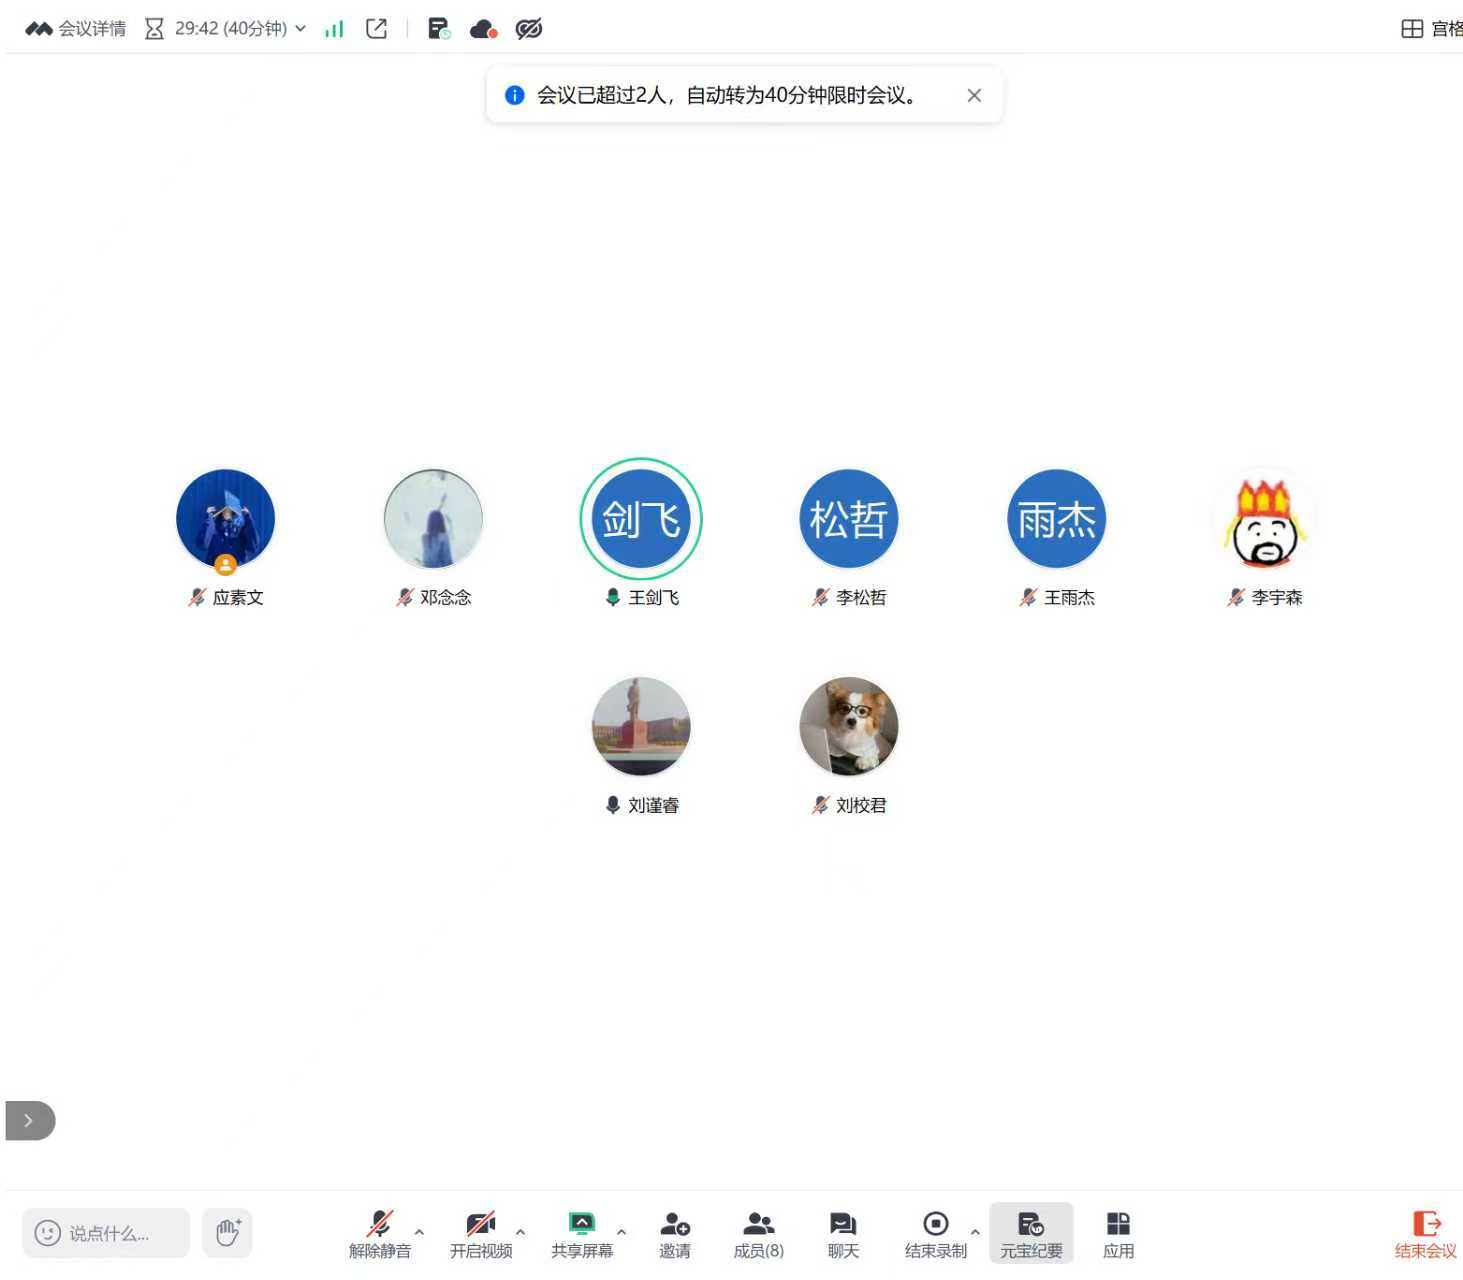 会议详情 29:42 (40分钟) 宫格
会议已超过2人，自动转为40分钟限时会议。
剑飞 松哲 雨杰
应素文 邓念念 王剑飞 李松哲 王雨杰 李宇森
刘谨睿 刘校君
说点什么... 解除静音 开启视频 共享屏幕 邀请 成员(8) 聊天 结束录制 元宝纪要 应用 结束会议